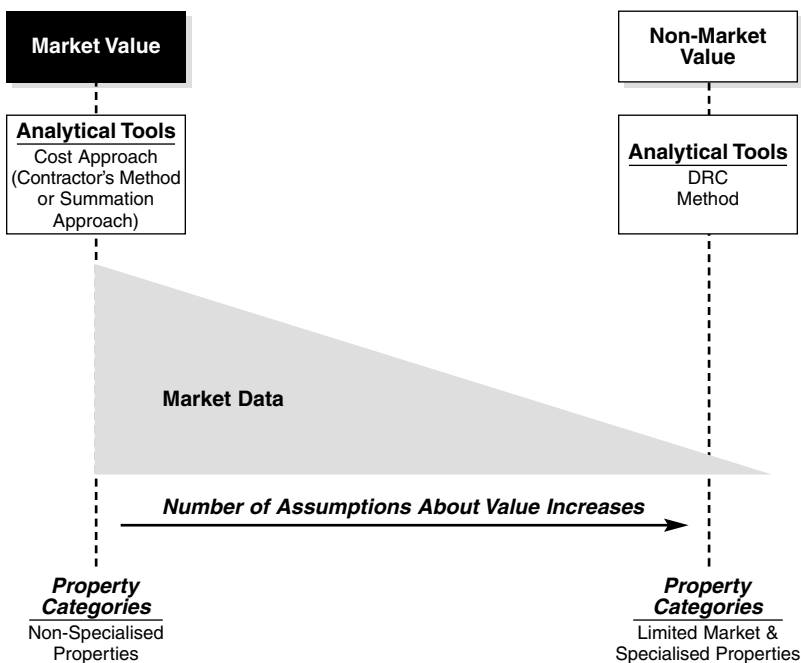 Market Value
Non-Market
Value
Analytical Tools
Cost Approach
(Contractor's Method
or Summation
Approach)
Analytical Tools
DRC
Method
Market Data
Number of Assumptions About Value Increases
Property
Categories
Non-Specialised
Properties
Property
Categories
Limited Market &
Specialised Properties